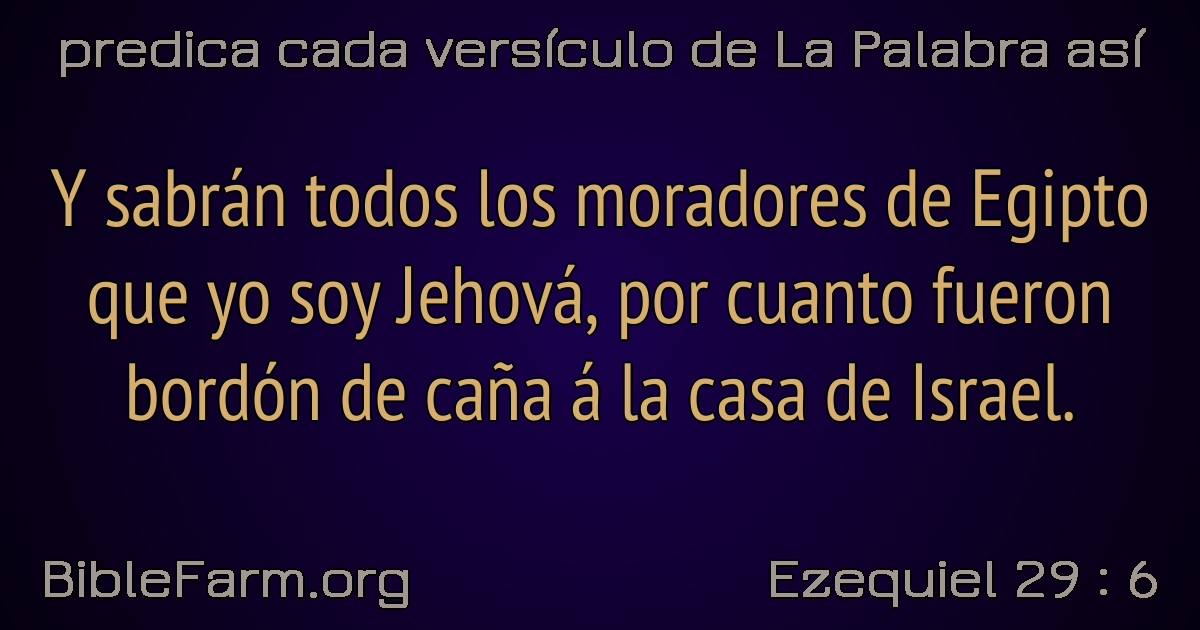 predica cada versículo de La Palabra así
Y sabrán todos los moradores de Egipto
que yo soy Jehová, por cuanto fueron
bordón de caña á la casa de Israel.
BibleFarm.org
Ezequiel 29 : 6